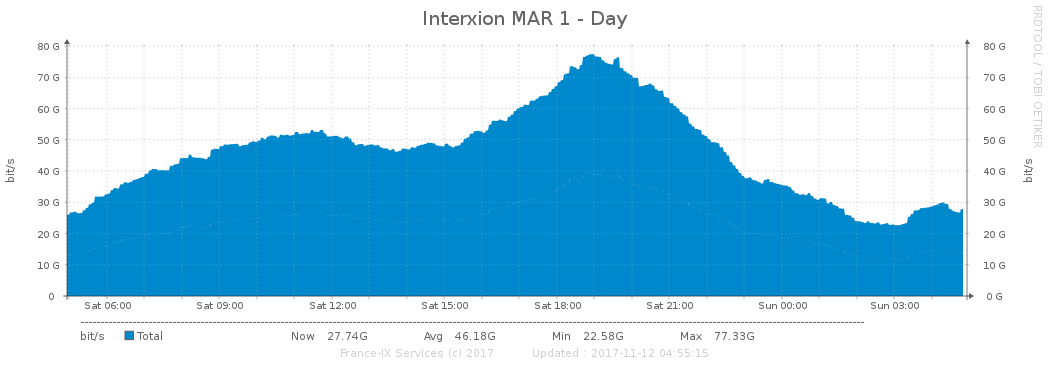 Interxion MAR 1 - Day
RRDTOOL / TOBI OETIKER
bit/s
80 G 80 G
70 G 70 G
60 G 60 G
50 G 50 G
40 G 40 G
30 G 30 G
20 G 20 G
10 G 10 G
0 0 G
bit/s
Sat 06:00 Sat 09:00 Sat 12:00 Sat 15:00 Sat 18:00 Sat 21:00 Sun 00:00 Sun 03:00
bit/s Total Now 27.74G Avg 46.18G Min 22.58G Max 77.33G
France-IX Services (c) 2017 Updated : 2017-11-12 04:55:15